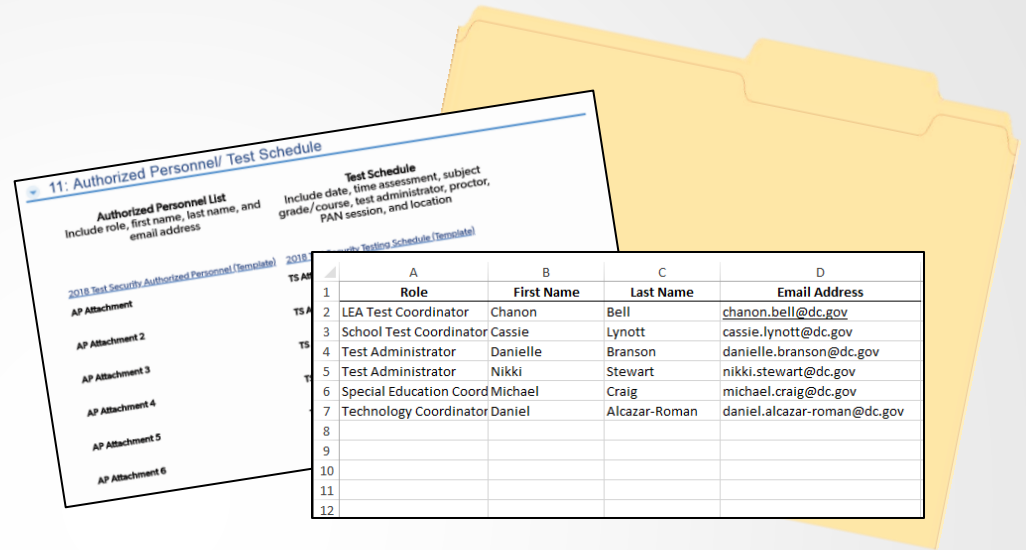 11: Authorized Personnel/ Test Schedule
Authorized Personnel List
Include role, first name, last name, and
email address
Test Schedule
Include date, time assessment, subject
grade/course, test administrator, proctor,
PAN session, and location
2018 Test Security Authorized Personnel (Template)
2018 Security Testing Schedule (Template)
AP Attachment
AP Attachment 2
AP Attachment 3
AP Attachment 4
AP Attachment 5
AP Attachment 6
TS
TS
TS
A B C D
1 Role First Name Last Name Email Address
2 LEA Test Coordinator Chanon Bell chanon.bell@dc.gov
3 School Test Coordinator Cassie Lynott cassie.lynott@dc.gov
4 Test Administrator Danielle Branson danielle.branson@dc.gov
5 Test Administrator Nikki Stewart nikki.stewart@dc.gov
6 Special Education Coord Michael Craig michael.craig@dc.gov
7 Technology Coordinator Daniel Alcazar-Roman daniel.alcazar-roman@dc.gov
8
9
10
11
12